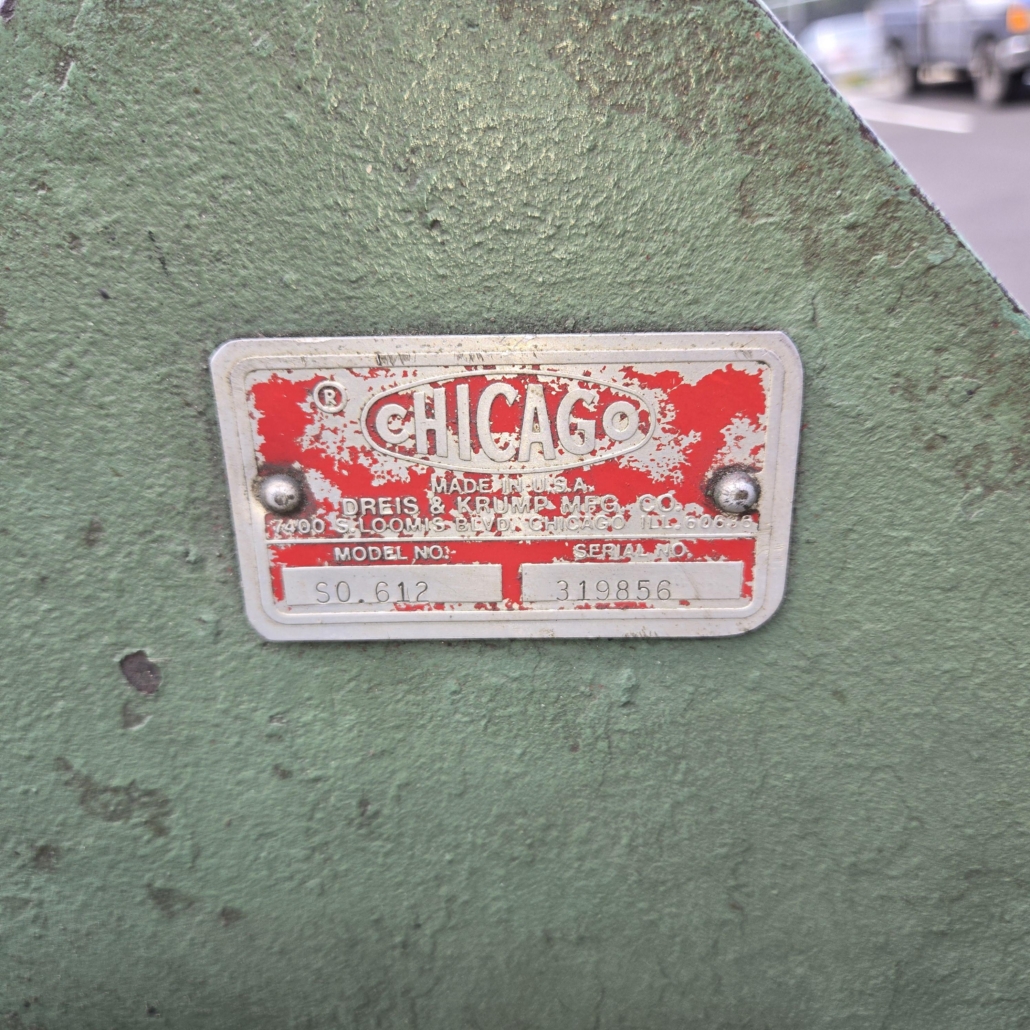 ® CHICAGO
MADE IN U.S.A.
DREIS & KRUMP MFG. CO.
7400 S. LOOMIS BLVD. CHICAGO ILL. 60636
MODEL NO. SERIAL NO.
SO. 612 319856